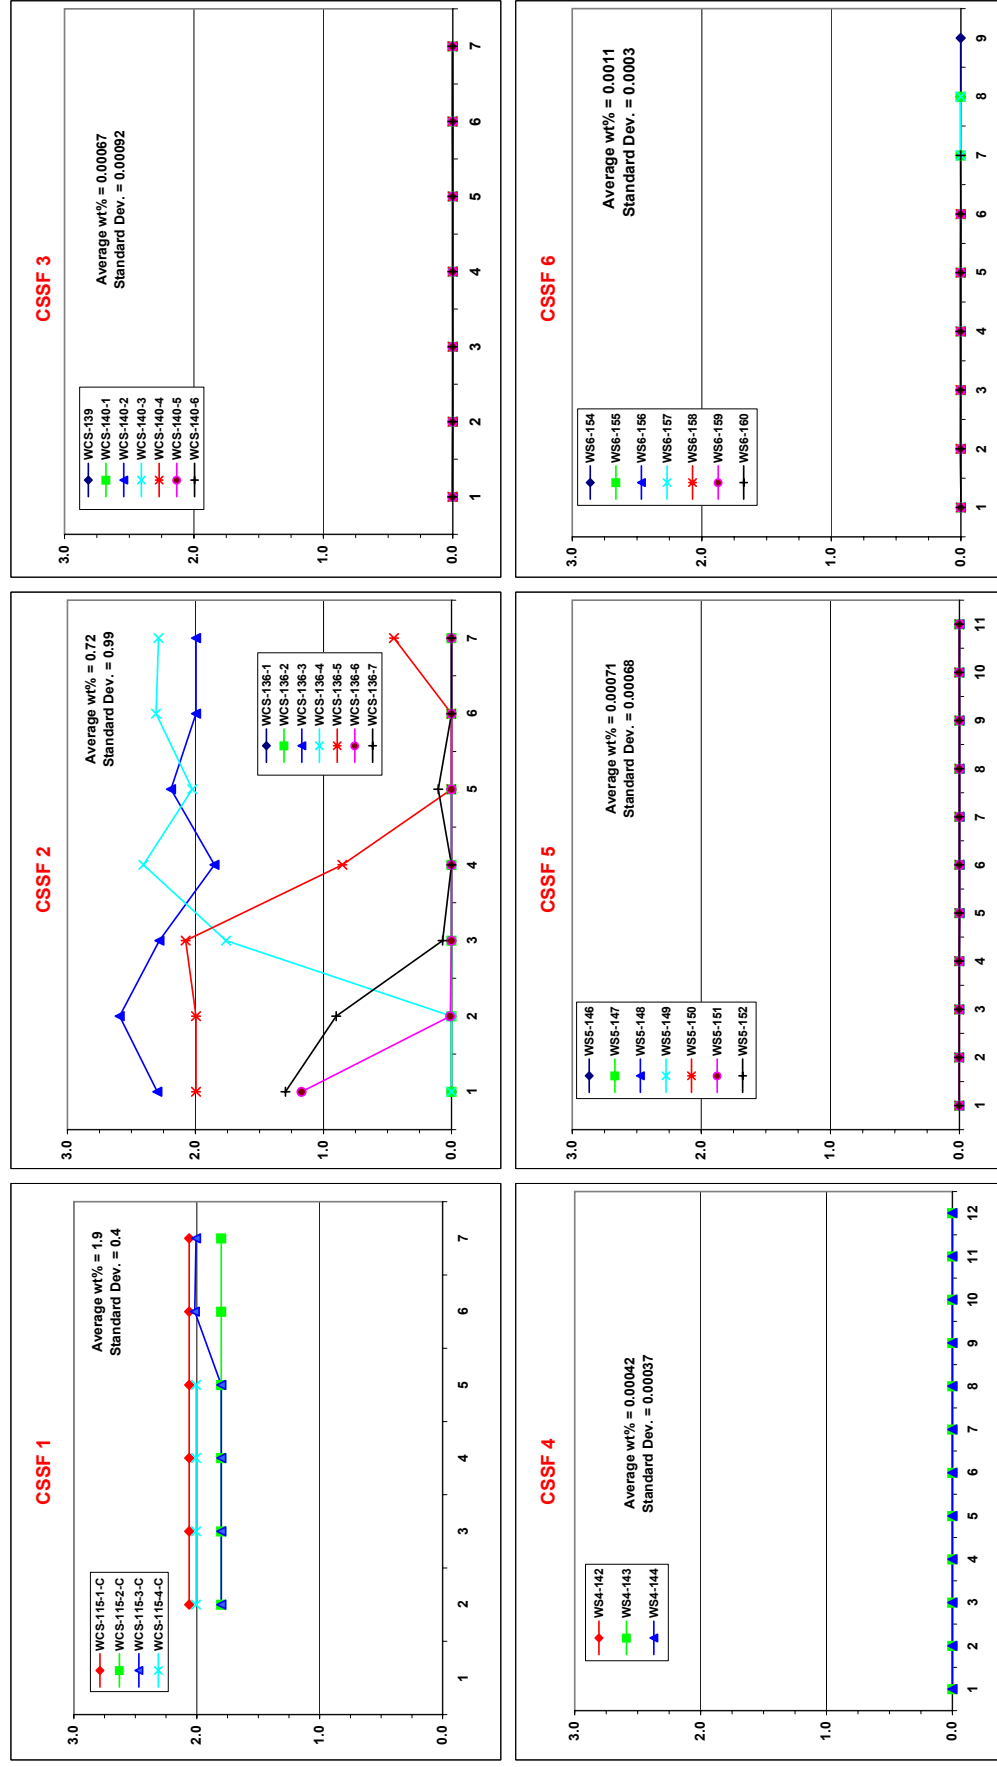 CSSF 1
3.0
2.0
1.0
0.0
1 2 3 4 5 6 7
WCS-115-1-C
WCS-115-2-C
WCS-115-3-C
WCS-115-4-C
Average wt% = 1.9
Standard Dev. = 0.4
CSSF 2
3.0
2.0
1.0
0.0
1 2 3 4 5 6 7
Average wt% = 0.72
Standard Dev. = 0.99
WCS-136-1
WCS-136-2
WCS-136-3
WCS-136-4
WCS-136-5
WCS-136-6
WCS-136-7
CSSF 3
3.0
2.0
1.0
0.0
1 2 3 4 5 6 7
WCS-139
WCS-140-1
WCS-140-2
WCS-140-3
WCS-140-4
WCS-140-5
WCS-140-6
Average wt% = 0.00067
Standard Dev. = 0.00092
CSSF 4
3.0
2.0
1.0
0.0
1 2 3 4 5 6 7 8 9 10 11 12
WS4-142
WS4-143
WS4-144
Average wt% = 0.00042
Standard Dev. = 0.00037
CSSF 5
3.0
2.0
1.0
0.0
1 2 3 4 5 6 7 8 9 10 11
WS5-146
WS5-147
WS5-148
WS5-149
WS5-150
WS5-151
WS5-152
Average wt% = 0.00071
Standard Dev. = 0.00068
CSSF 6
3.0
2.0
1.0
0.0
1 2 3 4 5 6 7 8 9
WS6-154
WS6-155
WS6-156
WS6-157
WS6-158
WS6-159
WS6-160
Average wt% = 0.0011
Standard Dev. = 0.0003